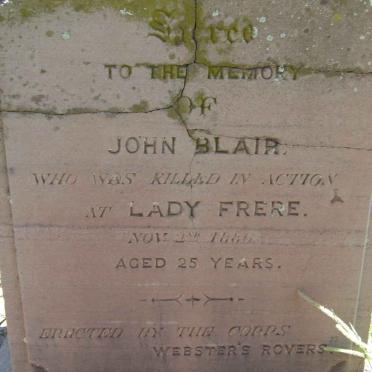 Sacred
TO THE MEMORY
OF
JOHN BLAIR.
WHO WAS KILLED IN ACTION
AT LADY FRERE.
NOV. 2ND
AGED 25 YEARS.
ERECTED BY THE CORPS
"WEBSTER'S ROVERS."